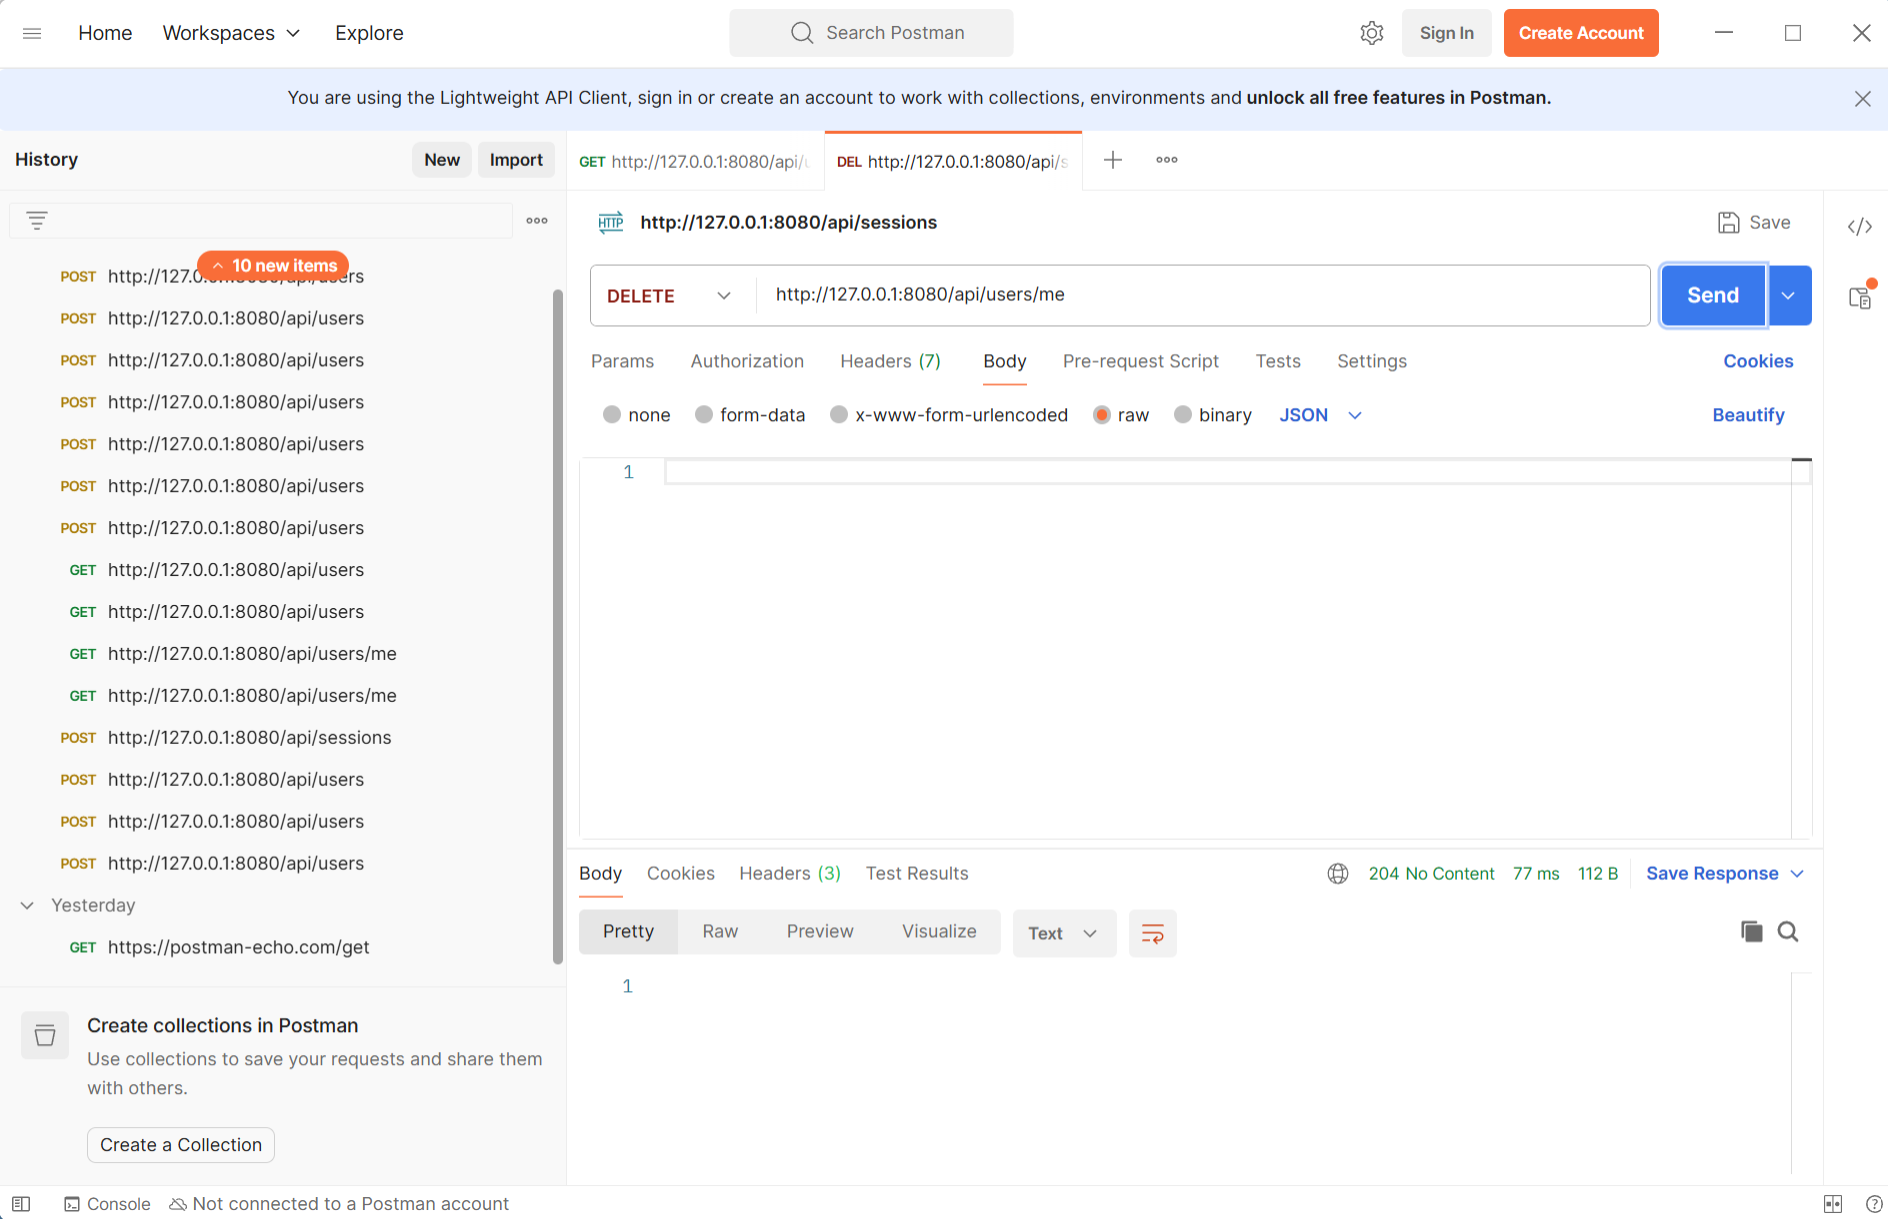 Home Workspaces Explore Search Postman Sign In Create Account
You are using the Lightweight API Client, sign in or create an account to work with collections, environments and unlock all free features in Postman.
History New Import
GET http://127.0.0.1:8080/api/
DEL http://127.0.0.1:8080/api/s
10 new items
POST http://127.0.0.1:8080/api/users
POST http://127.0.0.1:8080/api/users
POST http://127.0.0.1:8080/api/users
POST http://127.0.0.1:8080/api/users
POST http://127.0.0.1:8080/api/users
POST http://127.0.0.1:8080/api/users
POST http://127.0.0.1:8080/api/users
GET http://127.0.0.1:8080/api/users
GET http://127.0.0.1:8080/api/users
GET http://127.0.0.1:8080/api/users/me
GET http://127.0.0.1:8080/api/users/me
POST http://127.0.0.1:8080/api/sessions
POST http://127.0.0.1:8080/api/users
POST http://127.0.0.1:8080/api/users
POST http://127.0.0.1:8080/api/users
Yesterday
GET https://postman-echo.com/get
Create collections in Postman
Use collections to save your requests and share them
with others.
Create a Collection
HTTP http://127.0.0.1:8080/api/sessions Save </>
DELETE http://127.0.0.1:8080/api/users/me Send
Params Authorization Headers (7) Body Pre-request Script Tests Settings Cookies
none form-data x-www-form-urlencoded raw binary JSON Beautify
1
Body Cookies Headers (3) Test Results 204 No Content 77 ms 112 B Save Response
Pretty Raw Preview Visualize Text
1
Console Not connected to a Postman account